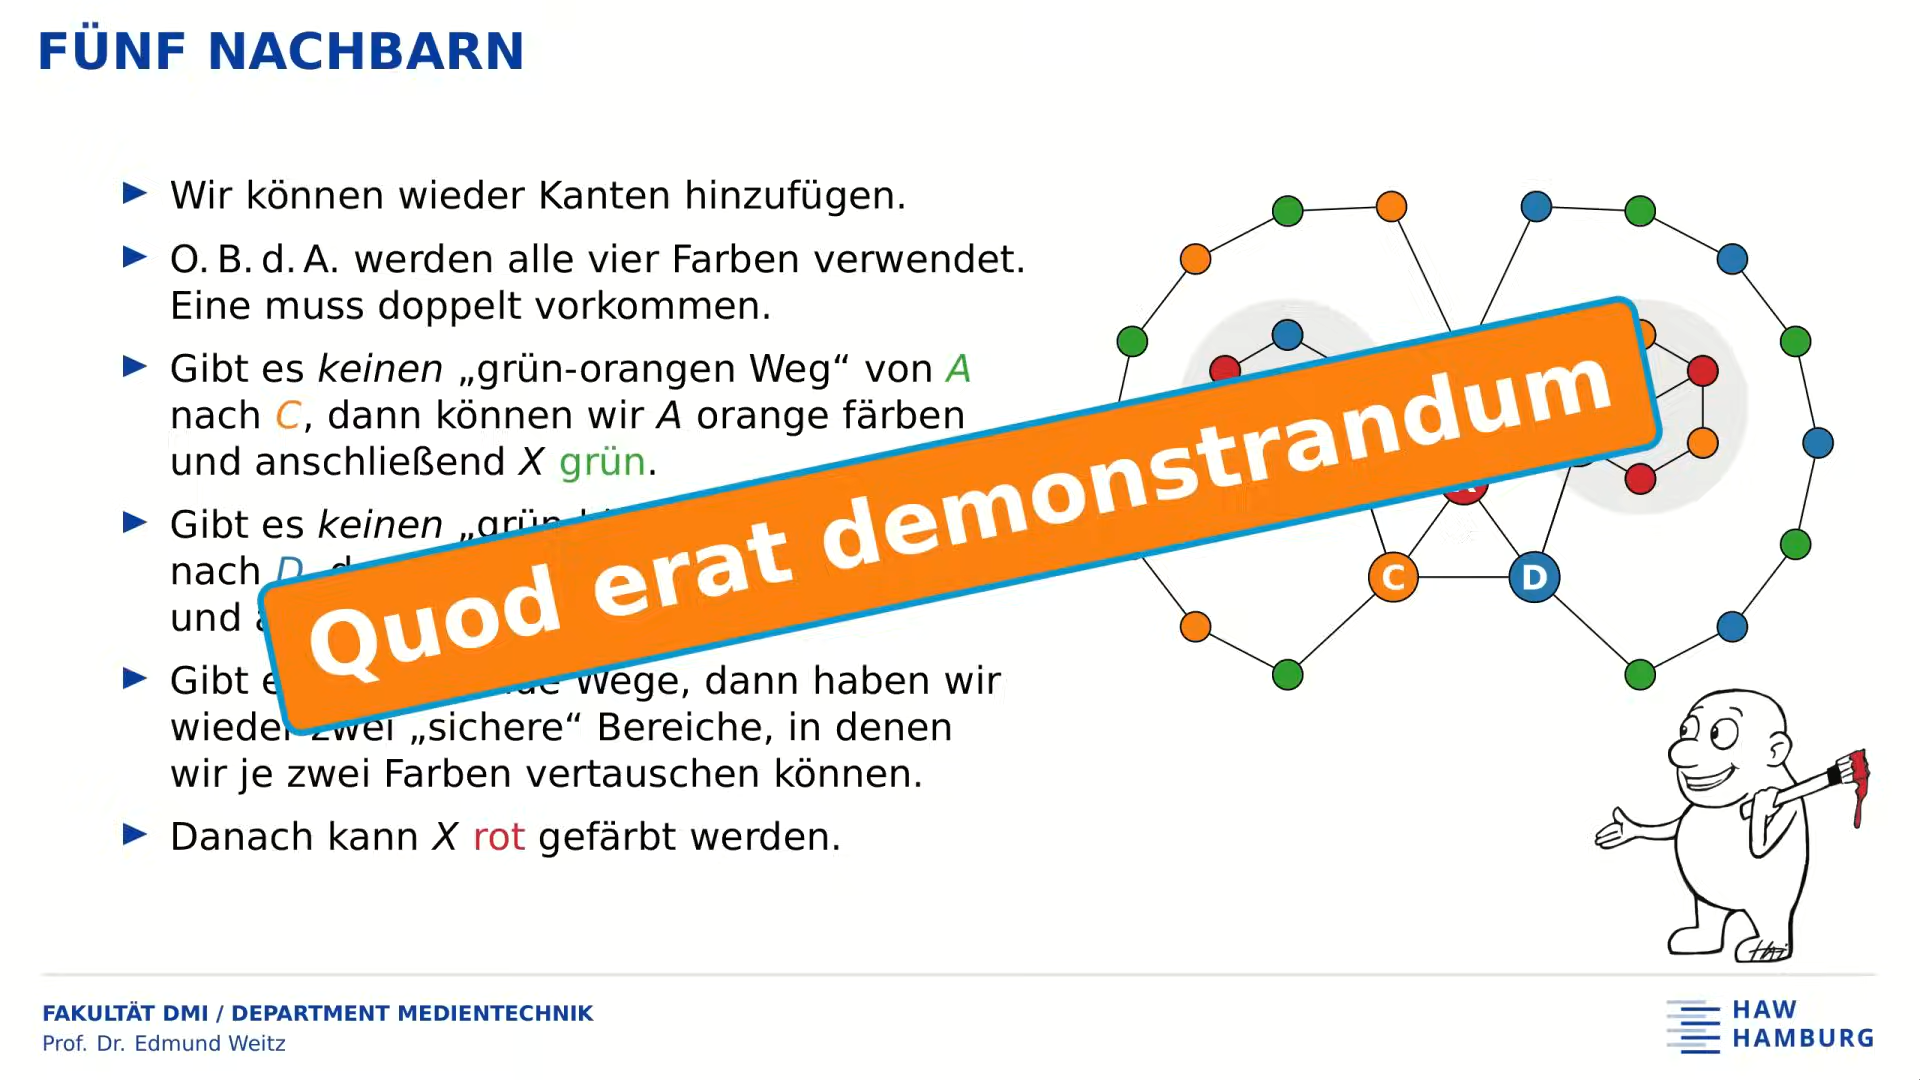 FÜNF NACHBARN
Wir können wieder Kanten hinzufügen.
O. B. d. A. werden alle vier Farben verwendet.
Eine muss doppelt vorkommen.
Gibt es keinen „grün-orangen Weg“ von A
nach C, dann können wir A orange färben
und anschließend X grün.
Gibt es keinen
nach D
und
Gibt Wege, dann haben wir
wieder zwei „sichere“ Bereiche, in denen
wir je zwei Farben vertauschen können.
Danach kann X rot gefärbt werden.
Quod erat demonstrandum
C D
FAKULTÄT DMI / DEPARTMENT MEDIENTECHNIK
Prof. Dr. Edmund Weitz
HAW
HAMBURG